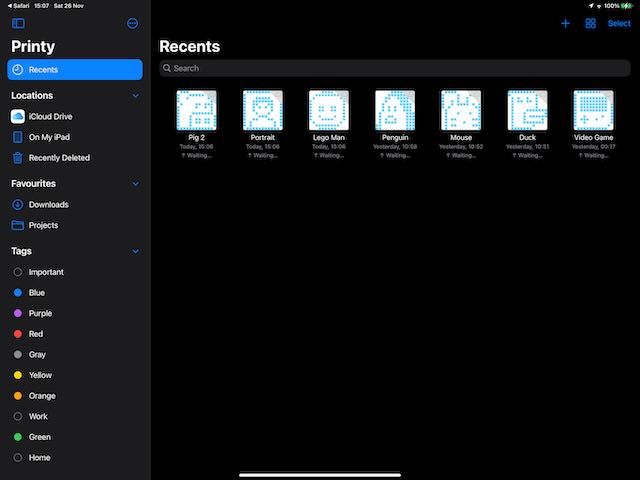 Safari 15:07 Sat 26 Nov
100%
Printy
Recents
Locations
iCloud Drive
On My iPad
Recently Deleted
Favourites
Downloads
Projects
Tags
Important
Blue
Purple
Red
Gray
Yellow
Orange
Work
Green
Home
Select
Recents
Search
Pig 2
Today, 15:06
↑ Waiting...
Portrait
Today, 15:06
↑ Waiting...
Lego Man
Today, 15:06
↑ Waiting...
Penguin
Yesterday, 10:58
↑ Waiting...
Mouse
Yesterday, 10:52
↑ Waiting...
Duck
Yesterday, 10:51
↑ Waiting...
Video Game
Yesterday, 00:17
↑ Waiting...